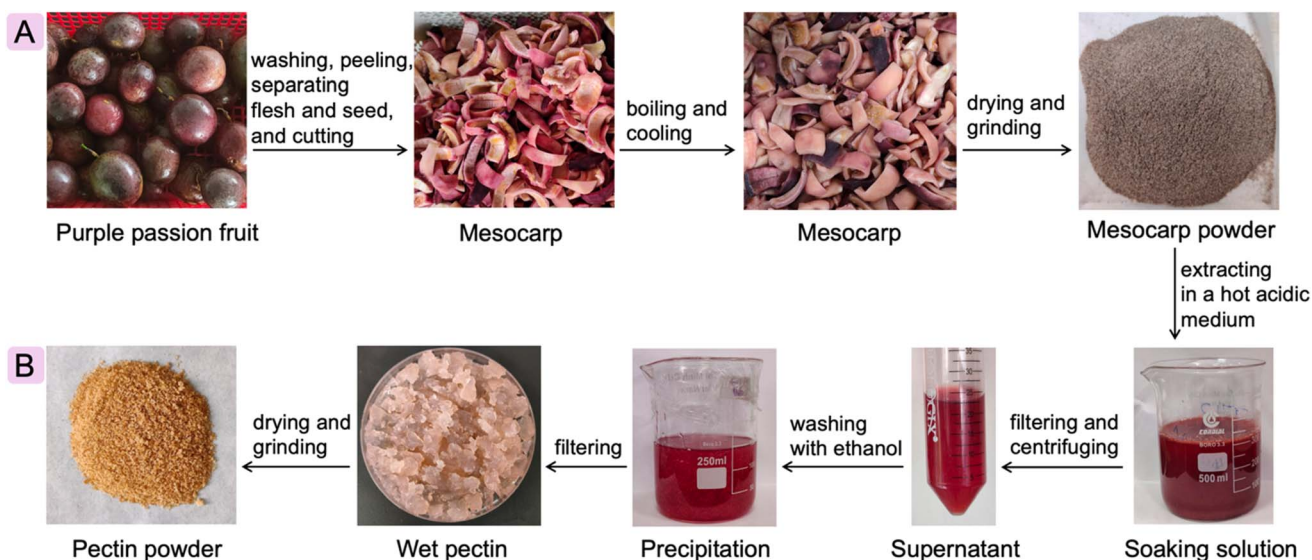 A
washing, peeling,
separating
flesh and seed,
and cutting
boiling and
cooling
drying and
grinding
Purple passion fruit
Mesocarp
Mesocarp
Mesocarp powder
extracting
in a hot acidic
medium
B
drying and
grinding
filtering
washing
with ethanol
filtering and
centrifuging
250ml
500 ml
Pectin powder
Wet pectin
Precipitation
Supernatant
Soaking solution